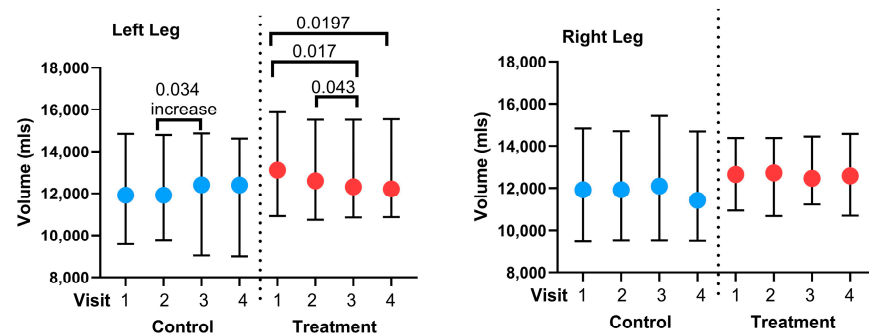 Left Leg
0.0197
0.017
0.034
increase
0.043
18,000
16,000
14,000
12,000
10,000
8,000
Volume (mls)
Visit 1 2 3 4 1 2 3 4
Control Treatment
Right Leg
18,000
16,000
14,000
12,000
10,000
8,000
Volume (mls)
Visit 1 2 3 4 1 2 3 4
Control Treatment